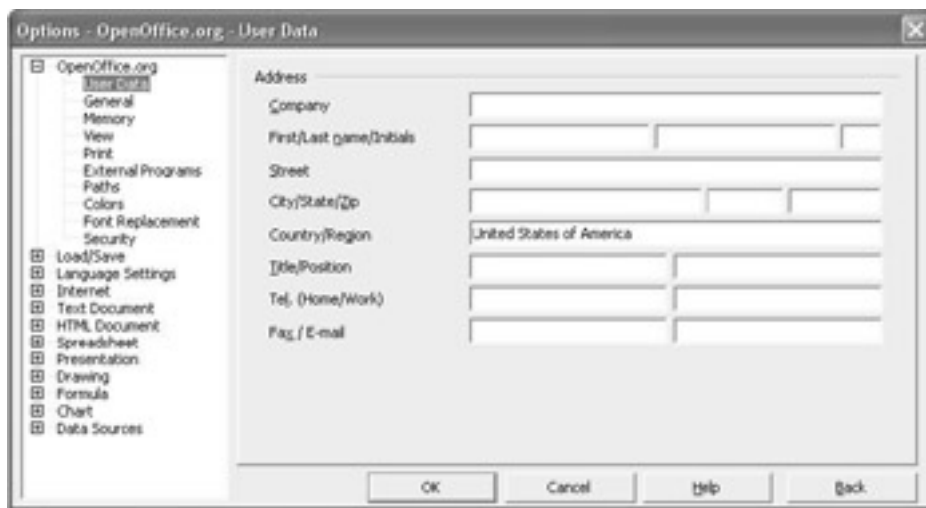 Options - OpenOffice.org - User Data
OpenOffice.org
User Data
General
Memory
View
Print
External Programs
Paths
Colors
Font Replacement
Security
Load/Save
Language Settings
Internet
Text Document
HTML Document
Spreadsheet
Presentation
Drawing
Formula
Chart
Data Sources
Address
Company
First/Last name/Initials
Street
City/State/Zip
Country/Region United States of America
Title/Position
Tel. (Home/Work)
Fax / E-mail
OK Cancel Help Back